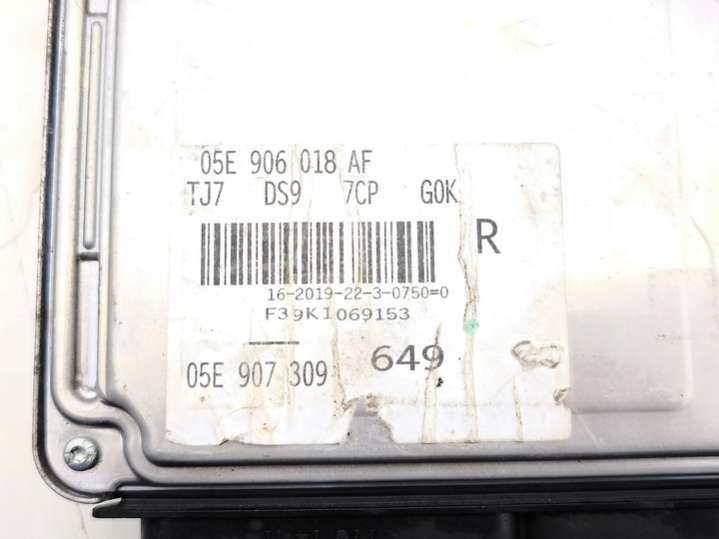 05E 906 018 AF
TJ7 DS9 7CP G0K
R
16-2019-22-3-0750=0
F39K1069153
649
05E 907 309